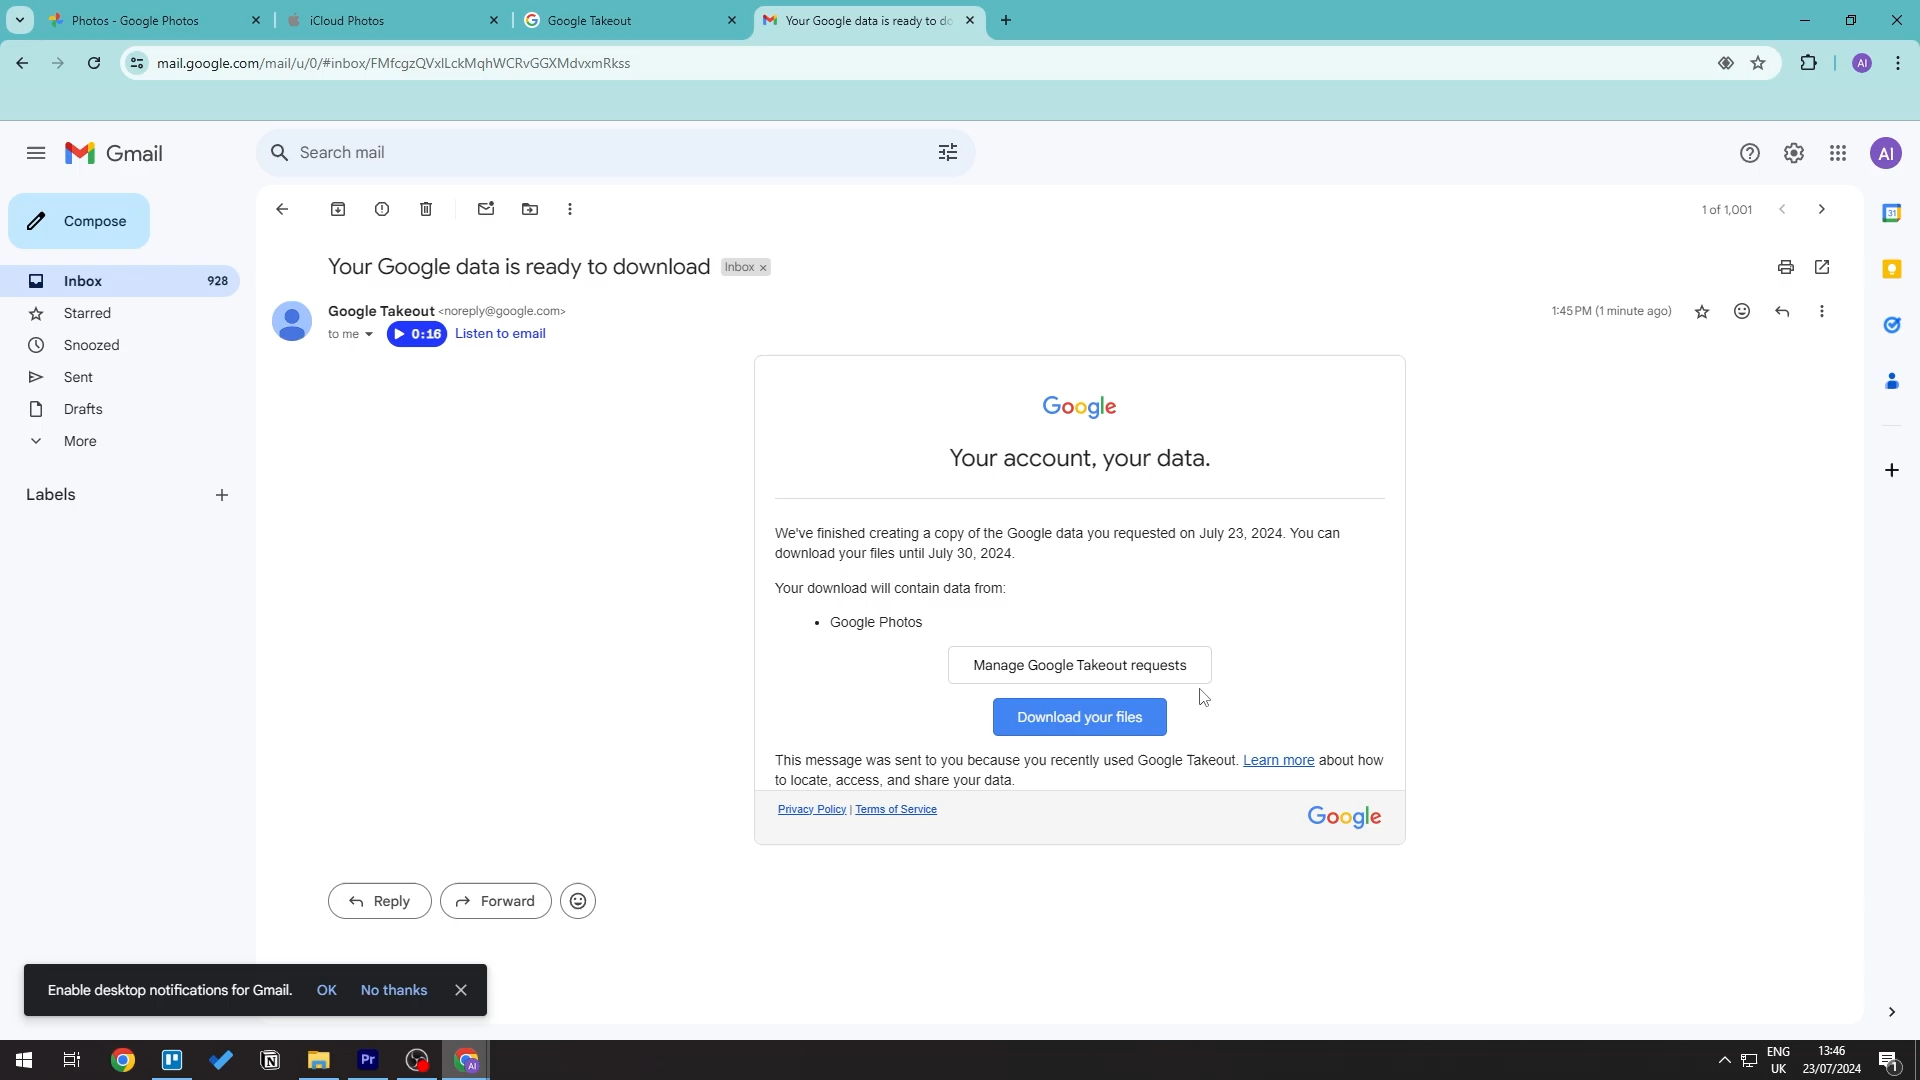 Photos - Google Photos
iCloud Photos
Google Takeout
Your Google data is ready to do
mail.google.com/mail/u/0/#inbox/FMfcgzQVxlLckMqhWCRvGGXMdvxmRkss
AI
Gmail
Search mail
AI
Compose
1 of 1,001
Inbox 928
Starred
Snoozed
Sent
Drafts
More
Labels
Your Google data is ready to download Inbox x
Google Takeout <noreply@google.com>
1:45 PM (1 minute ago)
to me 0:16 Listen to email
31
Google
Your account, your data.
We've finished creating a copy of the Google data you requested on July 23, 2024. You can
download your files until July 30, 2024.
Your download will contain data from:
• Google Photos
Manage Google Takeout requests
Download your files
This message was sent to you because you recently used Google Takeout. Learn more about how
to locate, access, and share your data.
Privacy Policy | Terms of Service
Google
Reply
Forward
Enable desktop notifications for Gmail. OK No thanks
Pr
AI
ENG
UK
13:46
23/07/2024
1